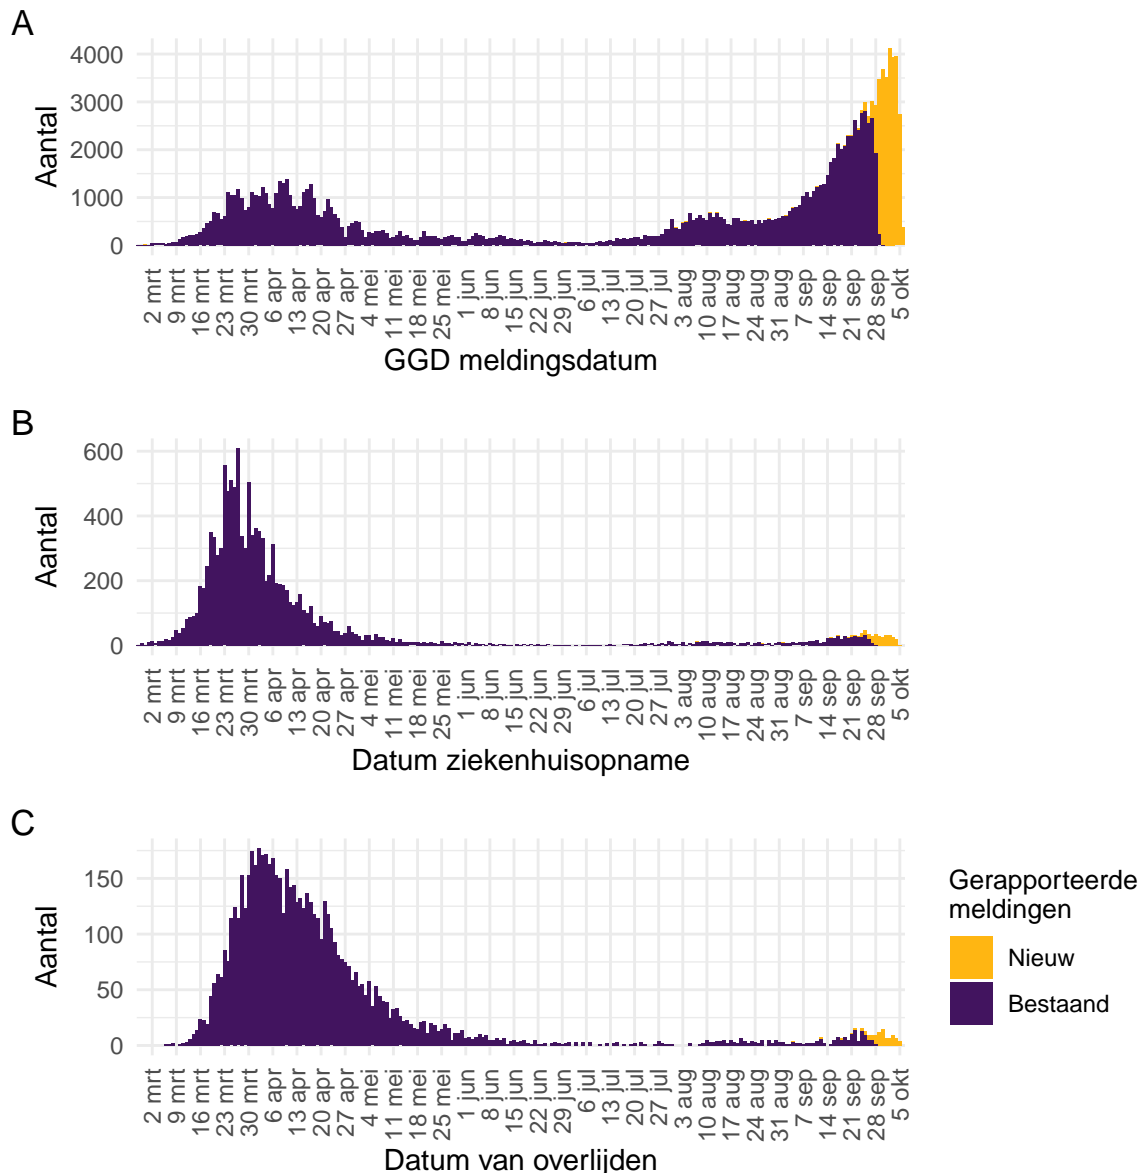 A
4000
3000
2000
1000
0
Aantal
2 mrt
9 mrt
16 mrt
23 mrt
30 mrt
6 apr
13 apr
20 apr
27 apr
4 mei
11 mei
18 mei
25 mei
1 jun
8 jun
15 jun
22 jun
29 jun
6 jul
13 jul
20 jul
27 jul
3 aug
10 aug
17 aug
24 aug
31 aug
7 sep
14 sep
21 sep
28 sep
5 okt
GGD meldingsdatum
B
600
400
200
0
Aantal
2 mrt
9 mrt
16 mrt
23 mrt
30 mrt
6 apr
13 apr
20 apr
27 apr
4 mei
11 mei
18 mei
25 mei
1 jun
8 jun
15 jun
22 jun
29 jun
6 jul
13 jul
20 jul
27 jul
3 aug
10 aug
17 aug
24 aug
31 aug
7 sep
14 sep
21 sep
28 sep
5 okt
Datum ziekenhuisopname
C
150
100
50
0
Aantal
2 mrt
9 mrt
16 mrt
23 mrt
30 mrt
6 apr
13 apr
20 apr
27 apr
4 mei
11 mei
18 mei
25 mei
1 jun
8 jun
15 jun
22 jun
29 jun
6 jul
13 jul
20 jul
27 jul
3 aug
10 aug
17 aug
24 aug
31 aug
7 sep
14 sep
21 sep
28 sep
5 okt
Datum van overlijden
Gerapporteerde
meldingen
Nieuw
Bestaand